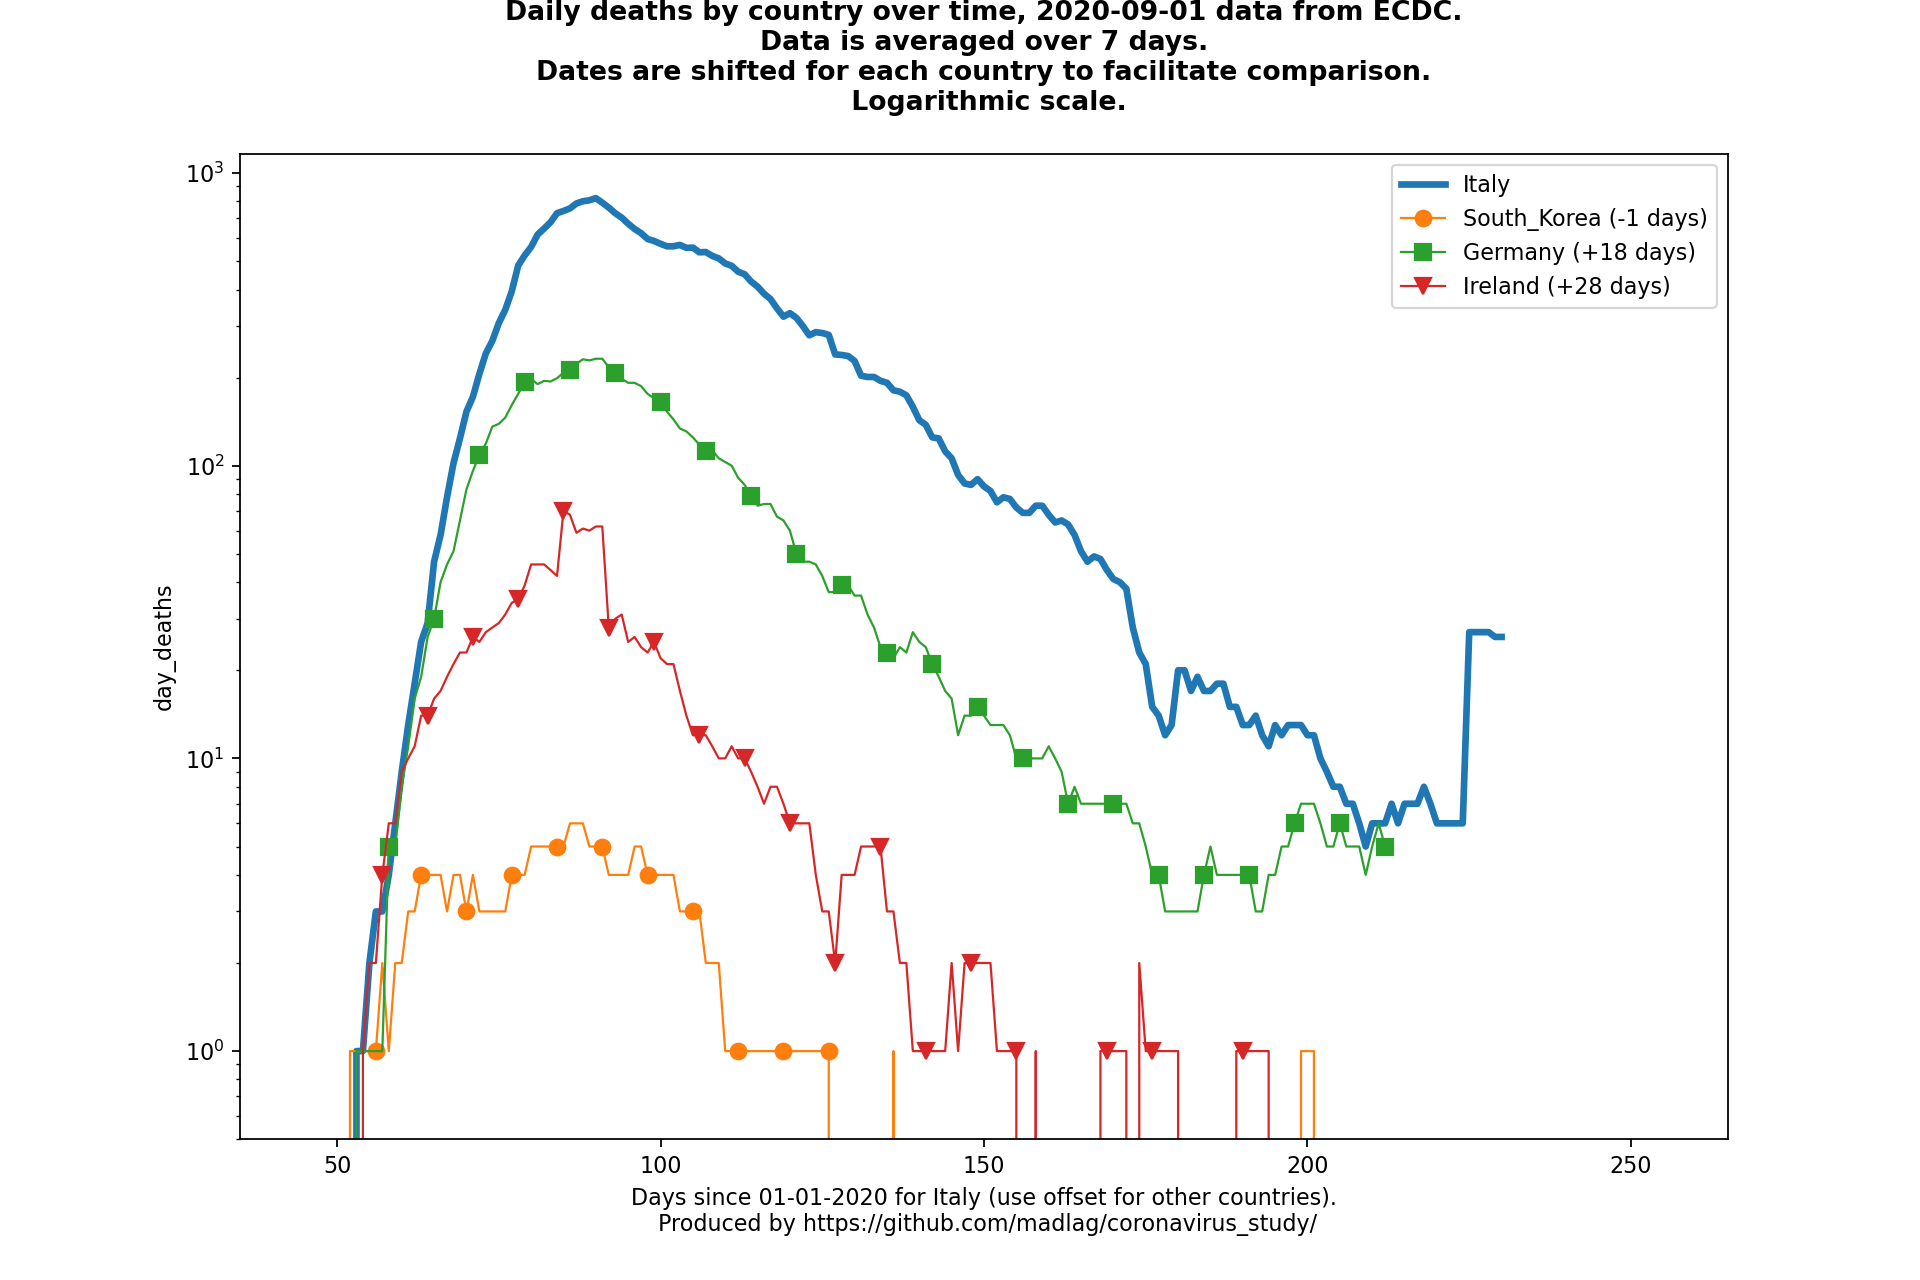 Daily deaths by country over time, 2020-09-01 data from ECDC.
Data is averaged over 7 days.
Dates are shifted for each country to facilitate comparison.
Logarithmic scale.
10³
10²
10¹
10⁰
day_deaths
Italy
South_Korea (-1 days)
Germany (+18 days)
Ireland (+28 days)
50 100 150 200 250
Days since 01-01-2020 for Italy (use offset for other countries).
Produced by https://github.com/madlag/coronavirus_study/